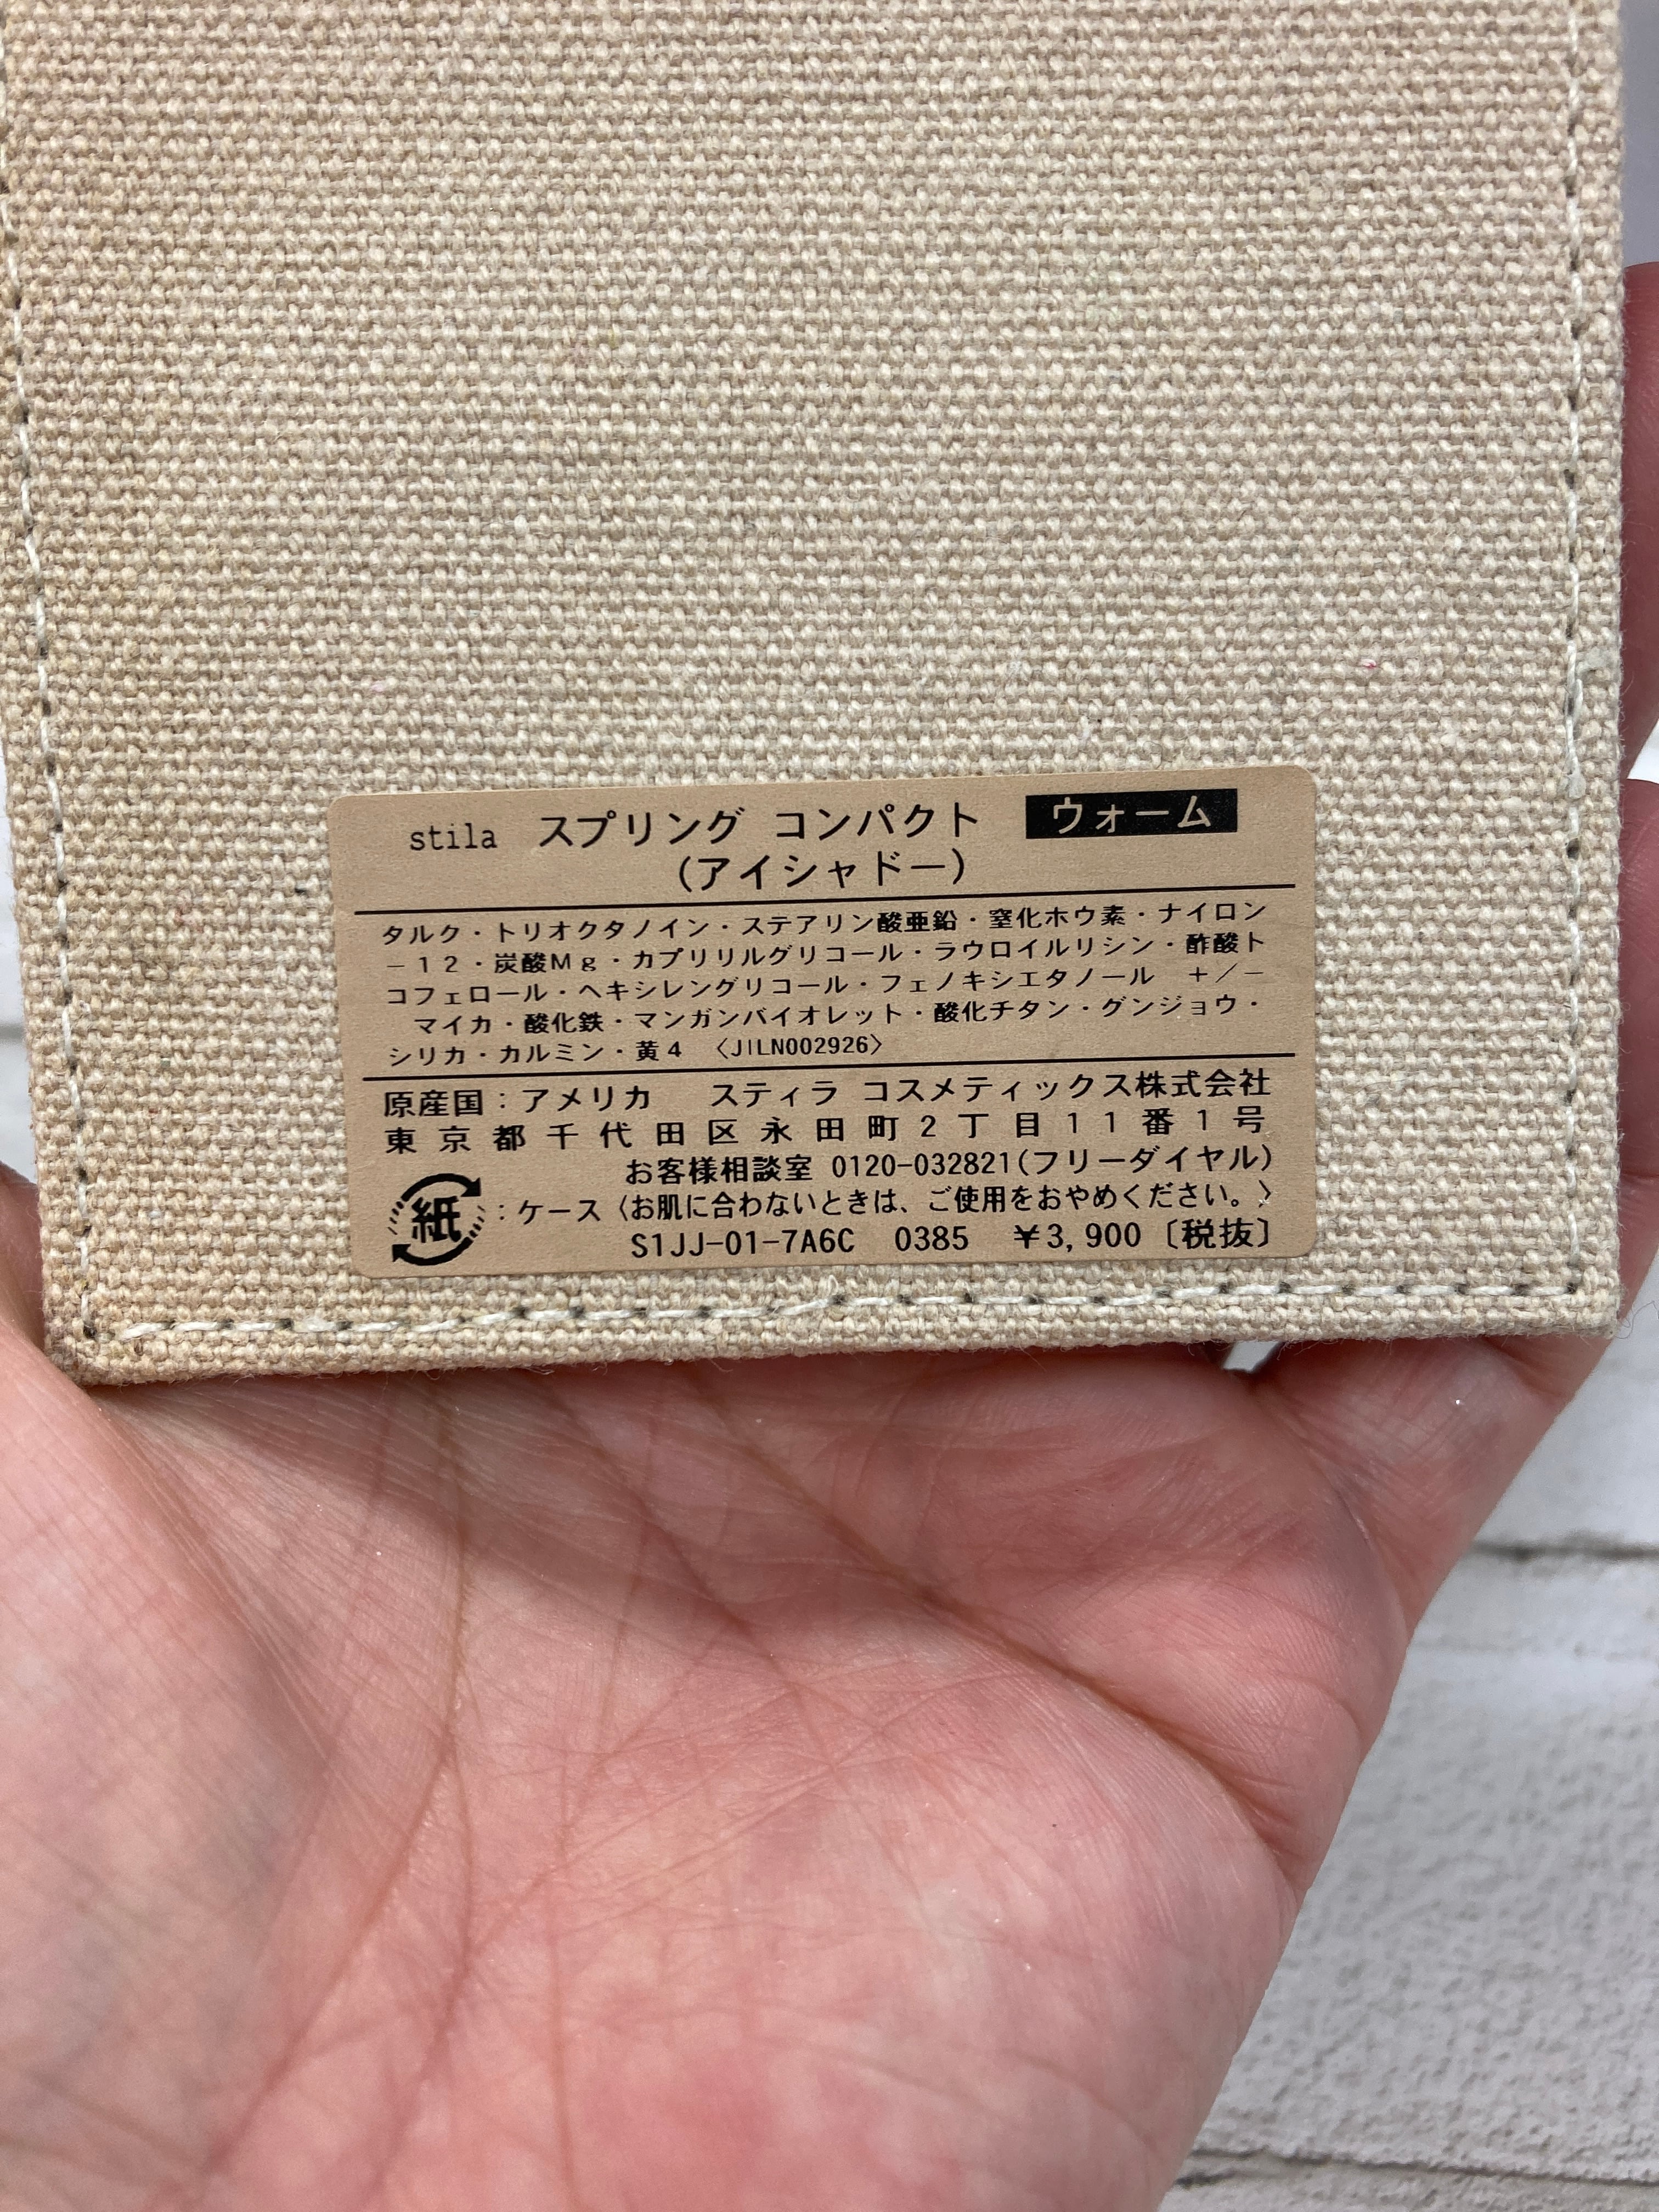 stila スプリング コンパクト ウォーム
(アイシャドー)
タルク・トリオクタノイン・ステアリン酸亜鉛・窒化ホウ素・ナイロン
－１２・炭酸Ｍｇ・カプリリルグリコール・ラウロイルリシン・酢酸ト
コフェロール・ヘキシレングリコール・フェノキシエタノール ＋／－
マイカ・酸化鉄・マンガンバイオレット・酸化チタン・グンジョウ・
シリカ・カルミン・黄４ 〈JILN002926〉
原産国：アメリカ スティラ コスメティックス株式会社
東京都千代田区永田町２丁目１１番１号
お客様相談室 0120-032821(フリーダイヤル)
紙：ケース〈お肌に合わないときは、ご使用をおやめください。〉
S1JJ-01-7A6C 0385 ￥3,900〔税抜〕